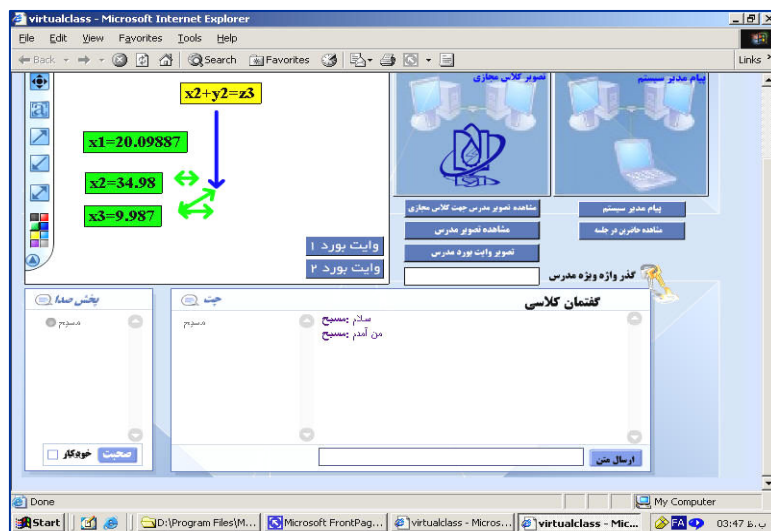 virtualclass - Microsoft Internet Explorer
File Edit View Favorites Tools Help
Back Search Favorites Links
تصویر کلاس مجازی
پیام مدیر سیستم
x2+y2=z3
x1=20.09887
x2=34.98
x3=9.987
مشاهده تصویر مدرس جهت کلاس مجازی
پیام مدیر سیستم
مشاهده تصویر مدرس
مشاهده حاضرین در جلسه
وایت بورد ۱
تصویر وایت بورد مدرس
وایت بورد ۲
گذر واژه ویژه مدرس
پخش صدا
چت
گفتمان کلاسی
مسیح
مسیح
مسیح: سلام
مسیح: من آمدم
صحبت خودکار
ارسال متن
Done
My Computer
Start
D:\Program Files\M...
Microsoft FrontPag...
virtualclass - Micros...
virtualclass - Mic...
FA
03:47 ب.ظ